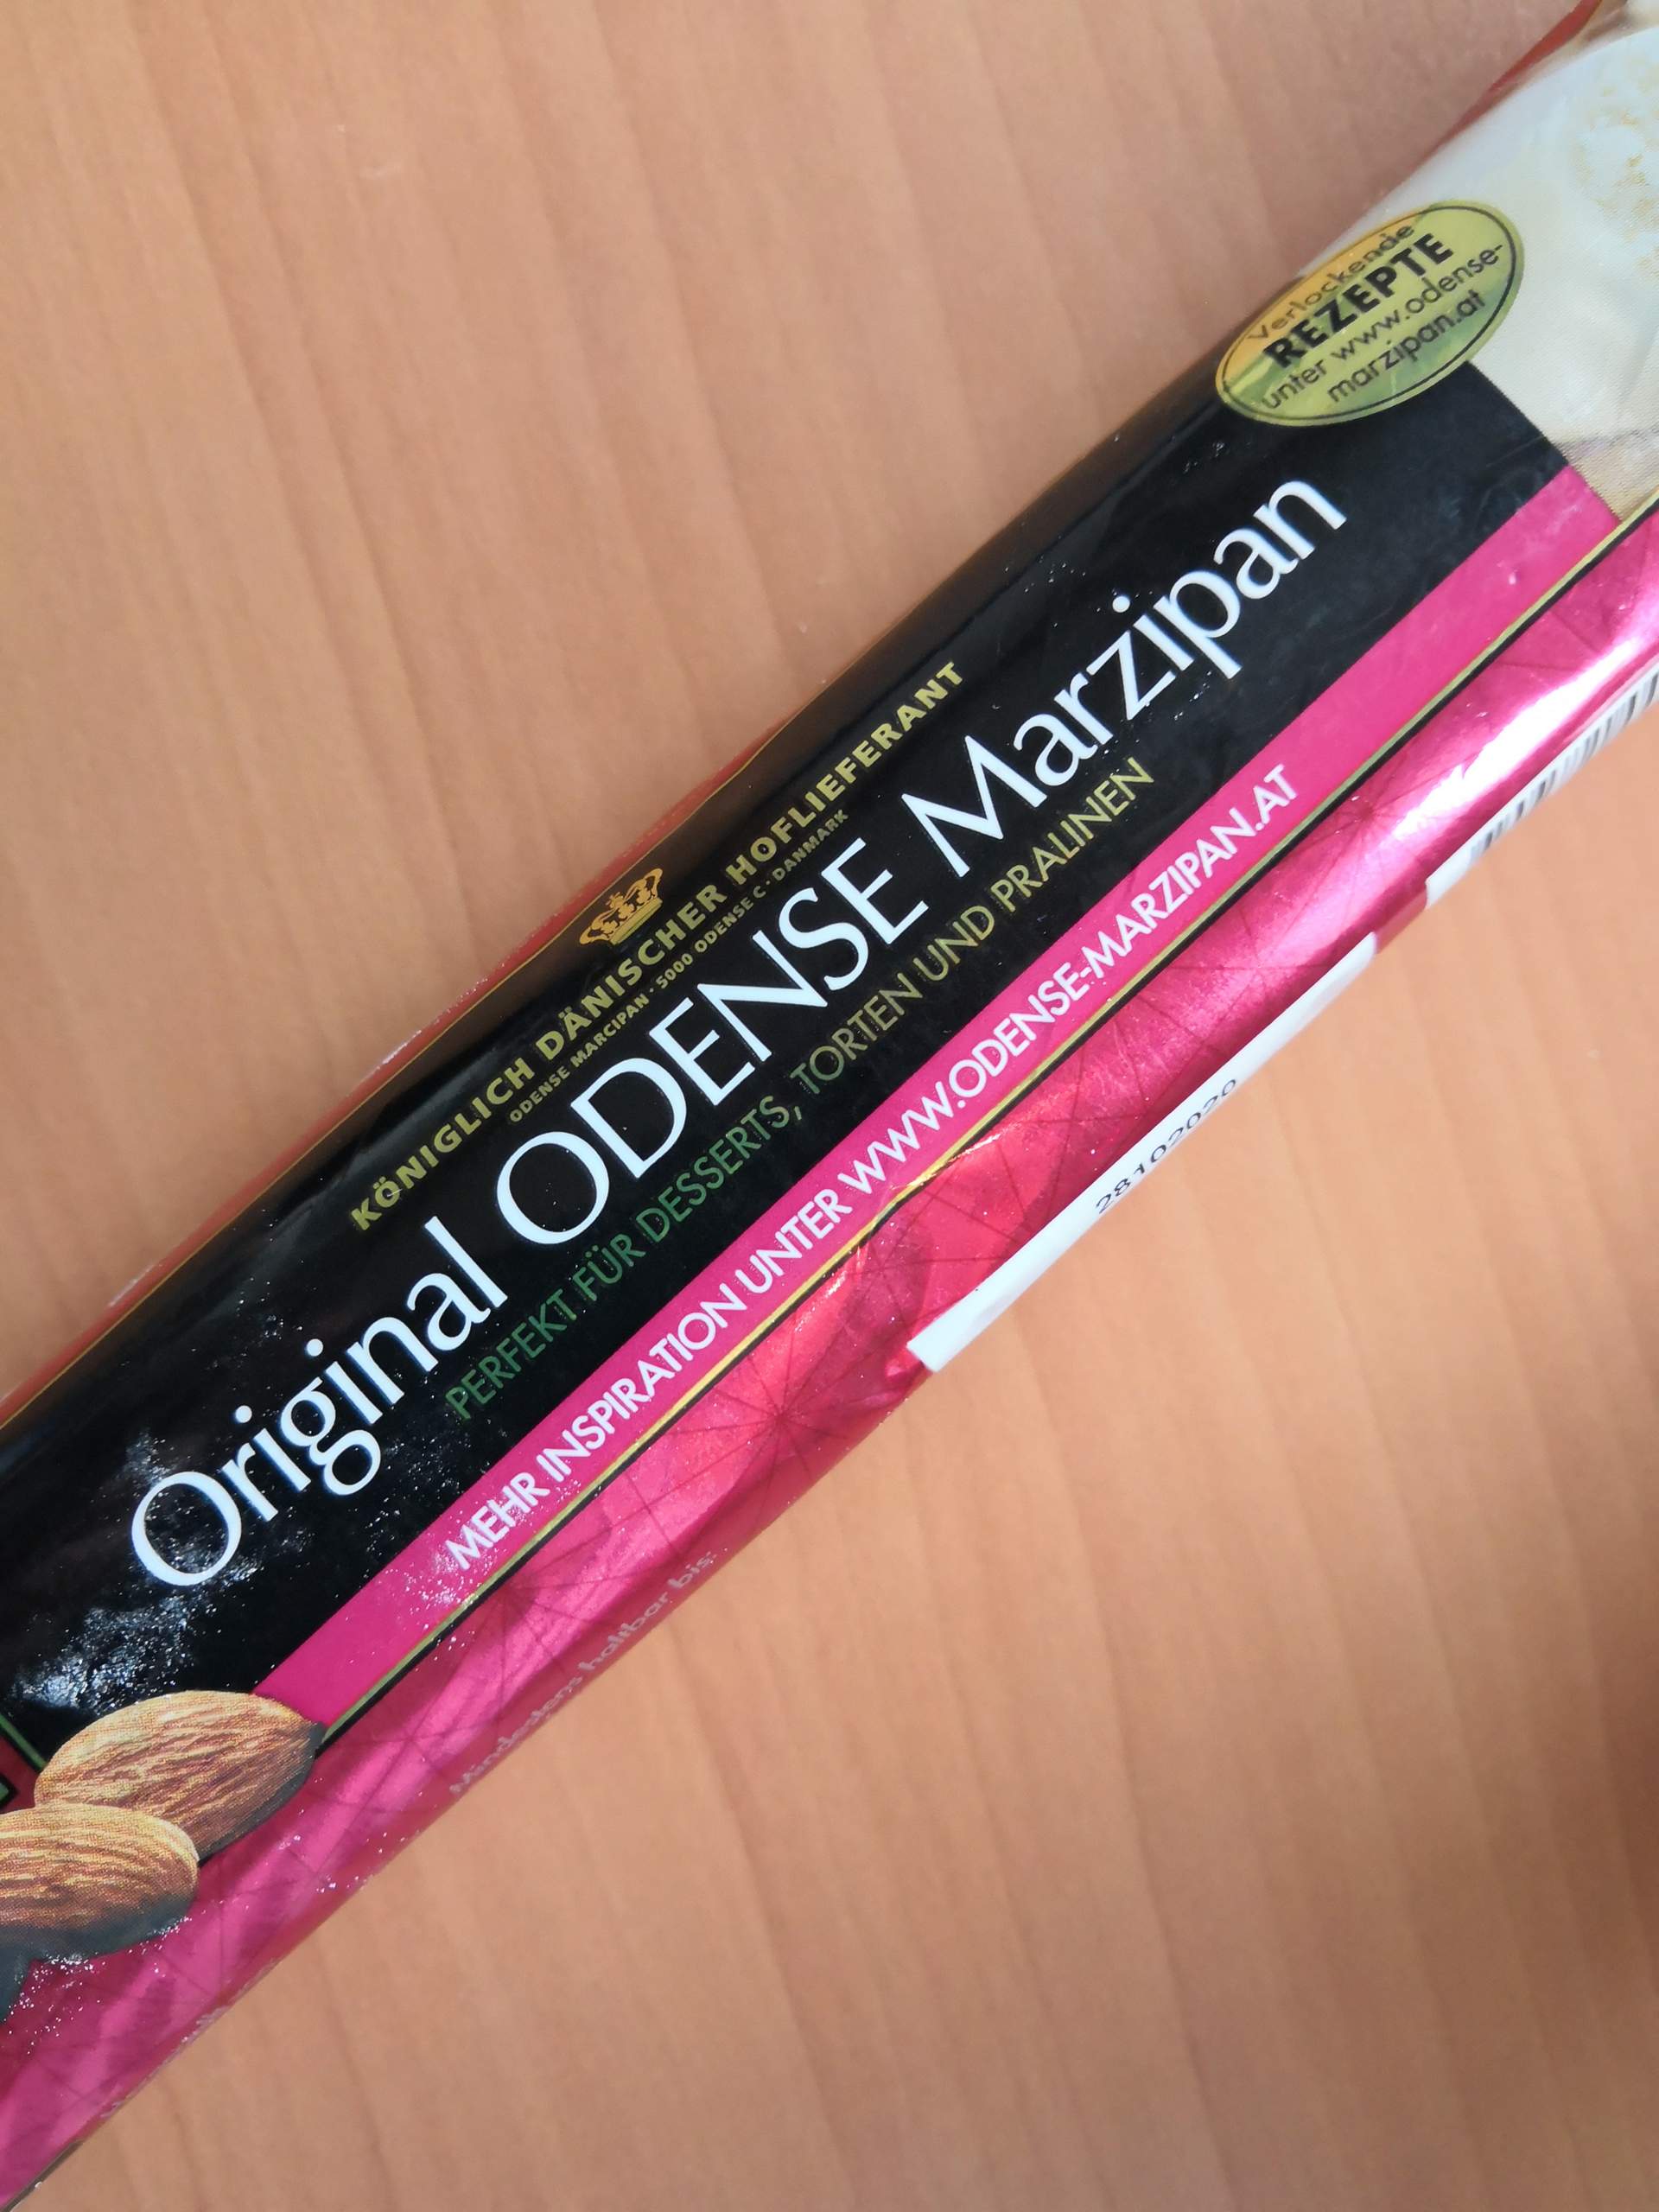 Verlockende
REZEPTE
unter www.odense-
marzipan.at
KÖNIGLICH DÄNISCHER HOFLIEFERANT
ODENSE MARCIPAN · 5000 ODENSE C · DANMARK
Original ODENSE Marzipan
PERFEKT FÜR DESSERTS, TORTEN UND PRALINEN
MEHR INSPIRATION UNTER WWW.ODENSE-MARZIPAN.AT
28102020
Mindestens haltbar bis: